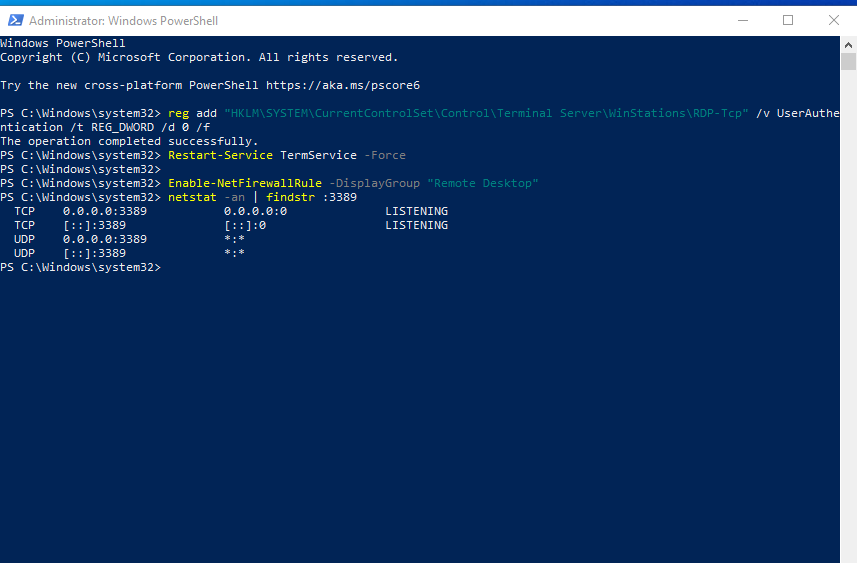 Administrator: Windows PowerShell
Windows PowerShell
Copyright (C) Microsoft Corporation. All rights reserved.
Try the new cross-platform PowerShell https://aka.ms/pscore6
PS C:\Windows\system32> reg add "HKLM\SYSTEM\CurrentControlSet\Control\Terminal Server\WinStations\RDP-Tcp" /v UserAuthe
ntication /t REG_DWORD /d 0 /f
The operation completed successfully.
PS C:\Windows\system32> Restart-Service TermService -Force
PS C:\Windows\system32>
PS C:\Windows\system32> Enable-NetFirewallRule -DisplayGroup "Remote Desktop"
PS C:\Windows\system32> netstat -an | findstr :3389
  TCP    0.0.0.0:3389           0.0.0.0:0              LISTENING
  TCP    [::]:3389              [::]:0                 LISTENING
  UDP    0.0.0.0:3389           *:*
  UDP    [::]:3389              *:*
PS C:\Windows\system32>